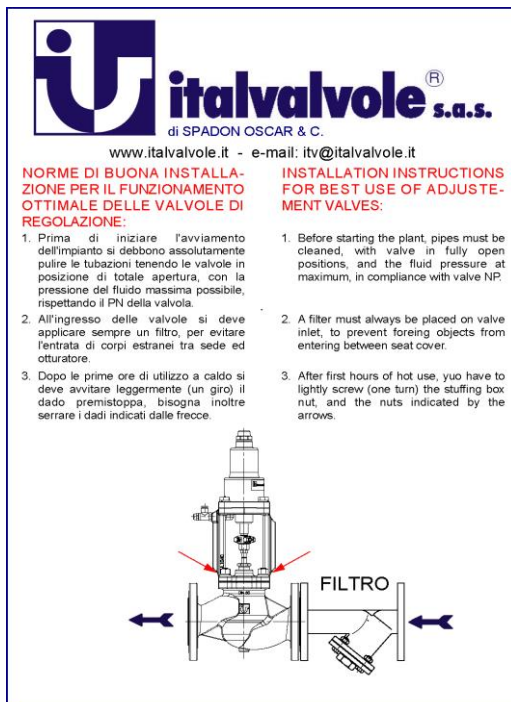 italvalvole® s.a.s.
di SPADON OSCAR & C.
www.italvalvole.it - e-mail: itv@italvalvole.it
NORME DI BUONA INSTALLA-
ZIONE PER IL FUNZIONAMENTO
OTTIMALE DELLE VALVOLE DI
REGOLAZIONE:
1. Prima di iniziare l'avviamento
dell'impianto si debbono assolutamente
pulire le tubazioni tenendo le valvole in
posizione di totale apertura, con la
pressione del fluido massima possibile,
rispettando il PN della valvola.
2. All'ingresso delle valvole si deve
applicare sempre un filtro, per evitare
l'entrata di corpi estranei tra sede ed
otturatore.
3. Dopo le prime ore di utilizzo a caldo si
deve avvitare leggermente (un giro) il
dado premistoppa, bisogna inoltre
serrare i dadi indicati dalle frecce.
INSTALLATION INSTRUCTIONS
FOR BEST USE OF ADJUSTE-
MENT VALVES:
1. Before starting the plant, pipes must be
cleaned, with valve in fully open
positions, and the fluid pressure at
maximum, in compliance with valve NP.
2. A filter must always be placed on valve
inlet, to prevent foreing objects from
entering between seat cover.
3. After first hours of hot use, yuo have to
lightly screw (one turn) the stuffing box
nut, and the nuts indicated by the
arrows.
FILTRO